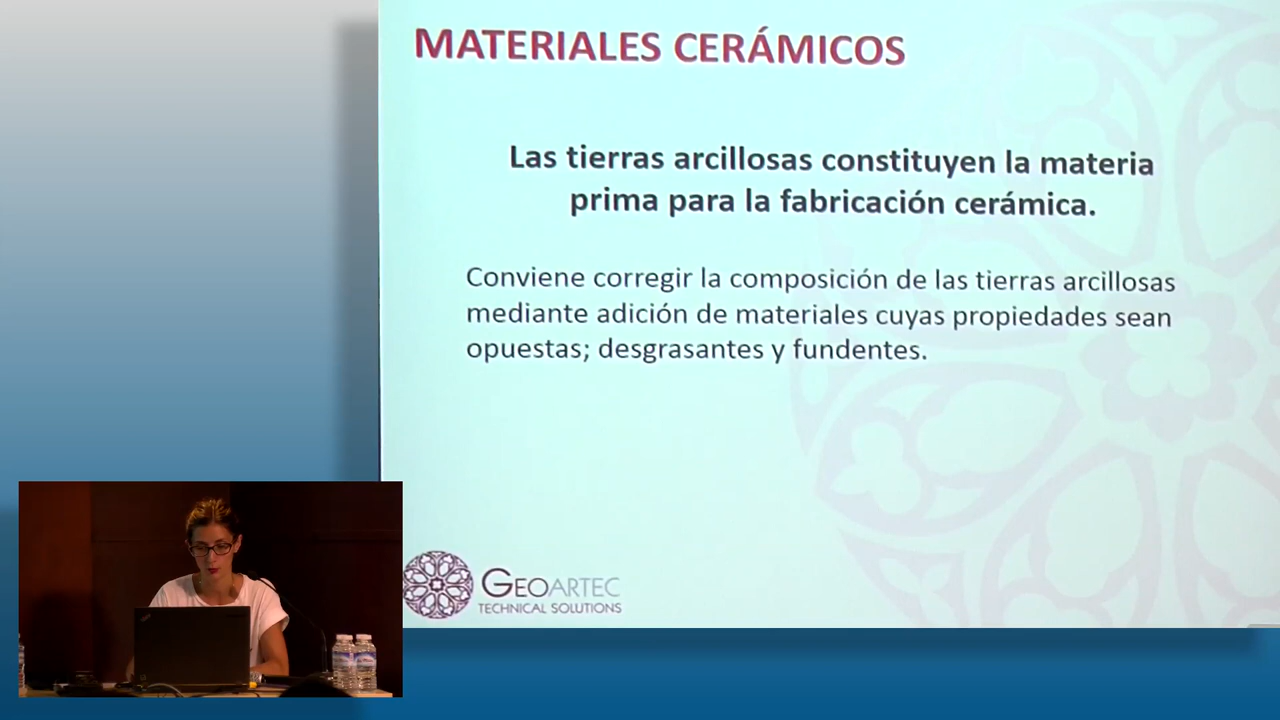 MATERIALES CERÁMICOS
Las tierras arcillosas constituyen la materia
prima para la fabricación cerámica.
Conviene corregir la composición de las tierras arcillosas
mediante adición de materiales cuyas propiedades sean
opuestas; desgrasantes y fundentes.
GEOARTEC
TECHNICAL SOLUTIONS